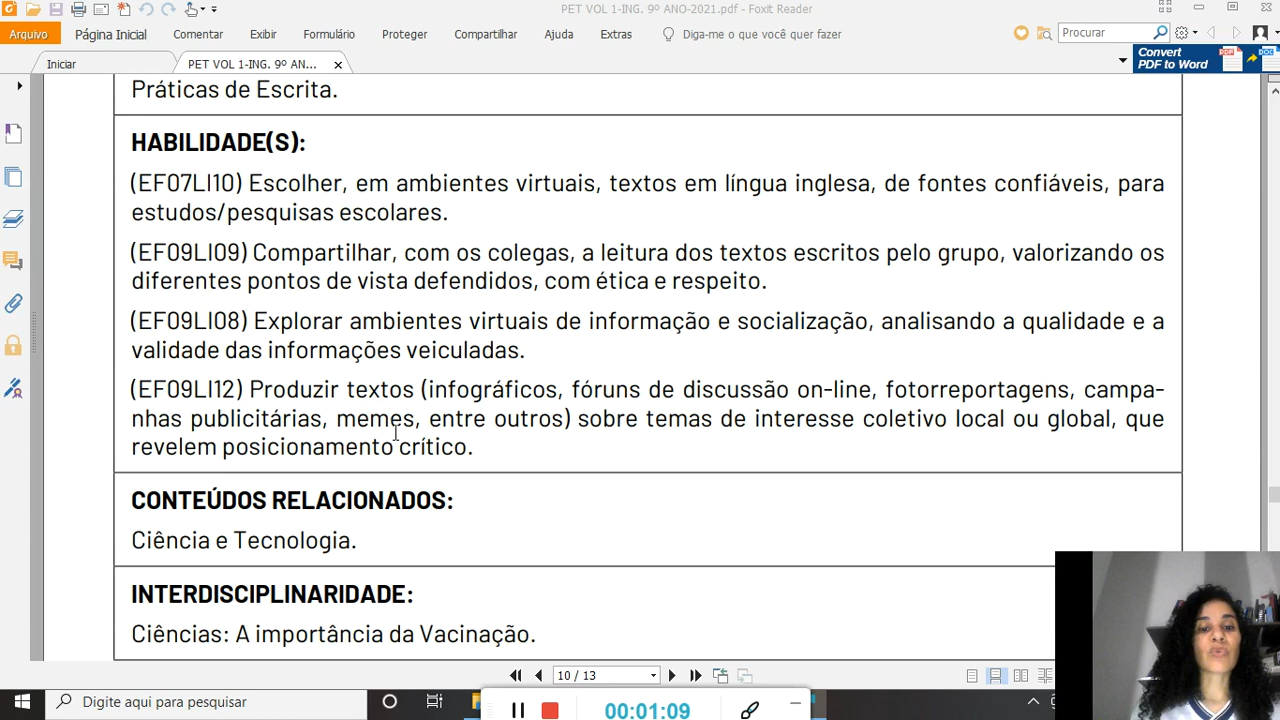 PET VOL 1-ING. 9º ANO-2021.pdf - Foxit Reader
Arquivo Página Inicial Comentar Exibir Formulário Proteger Compartilhar Ajuda Extras Diga-me o que você quer fazer Procurar
Iniciar PET VOL 1-ING. 9º AN...
Convert
PDF to Word
Práticas de Escrita.
HABILIDADE(S):
(EF07LI10) Escolher, em ambientes virtuais, textos em língua inglesa, de fontes confiáveis, para
estudos/pesquisas escolares.
(EF09LI09) Compartilhar, com os colegas, a leitura dos textos escritos pelo grupo, valorizando os
diferentes pontos de vista defendidos, com ética e respeito.
(EF09LI08) Explorar ambientes virtuais de informação e socialização, analisando a qualidade e a
validade das informações veiculadas.
(EF09LI12) Produzir textos (infográficos, fóruns de discussão on-line, fotorreportagens, campa-
nhas publicitárias, memes, entre outros) sobre temas de interesse coletivo local ou global, que
revelem posicionamento crítico.
CONTEÚDOS RELACIONADOS:
Ciência e Tecnologia.
INTERDISCIPLINARIDADE:
Ciências: A importância da Vacinação.
10 / 13
Digite aqui para pesquisar
00:01:09